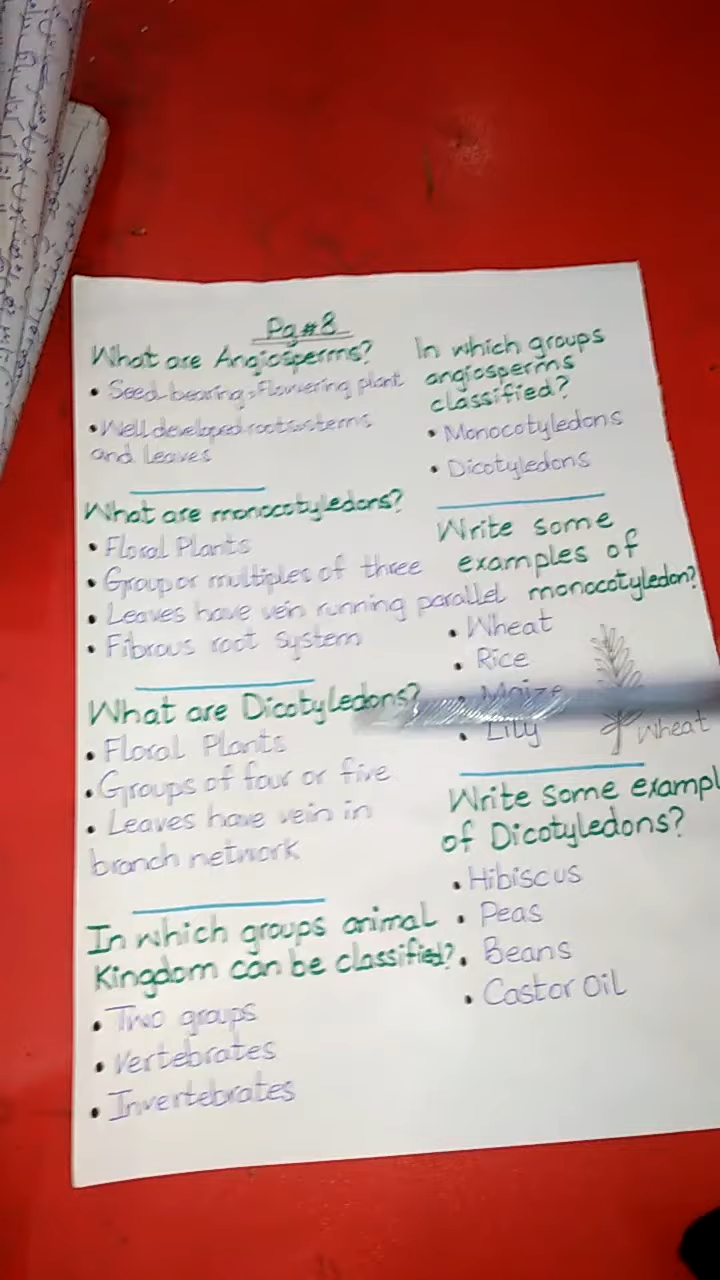 Pg#8
What are Angiosperms?
• Seed bearing, Flowering plant
• Well developed root systems
and leaves
What are monocotyledons?
• Floral Plants
• Group or multiples of three
• Leaves have vein running parallel
• Fibrous root system
What are Dicotyledons?
• Floral Plants
• Groups of four or five
• Leaves have vein in
branch network
In which groups animal
Kingdom can be classified?
• Two groups
• Vertebrates
• Invertebrates
In which groups
angiosperms
classified?
• Monocotyledons
• Dicotyledons
Write some
examples of
monocotyledon?
• Wheat
• Rice
• Maize
• Lily
Wheat
Write some exampl
of Dicotyledons?
• Hibiscus
• Peas
• Beans
• Castor Oil